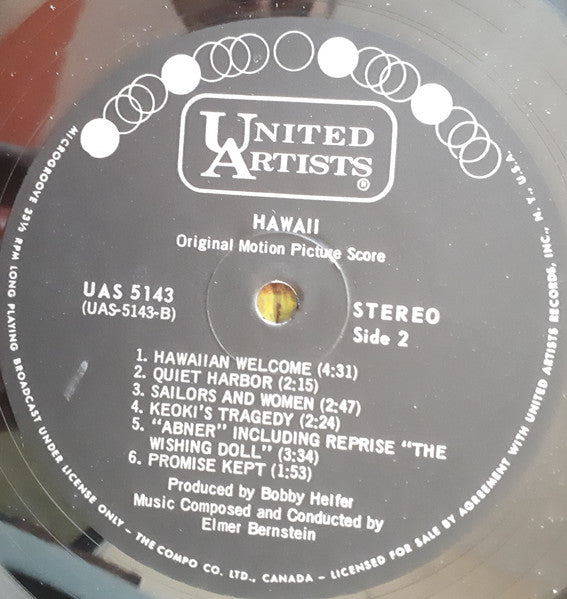 UNITED
ARTISTS
®
HAWAII
Original Motion Picture Score
UAS 5143
(UAS-5143-B)
STEREO
Side 2
1. HAWAIIAN WELCOME (4:31)
2. QUIET HARBOR (2:15)
3. SAILORS AND WOMEN (2:47)
4. KEOKI'S TRAGEDY (2:24)
5. "ABNER" INCLUDING REPRISE "THE
WISHING DOLL" (3:34)
6. PROMISE KEPT (1:53)
Produced by Bobby Helfer
Music Composed and Conducted by
Elmer Bernstein
MICROGROOVE 33⅓ RPM LONG PLAYING BROADCAST UNDER LICENSE ONLY - THE COMPO CO. LTD., CANADA - LICENSED FOR SALE BY AGREEMENT WITH UNITED ARTISTS RECORDS, INC., N. Y., U.S.A.